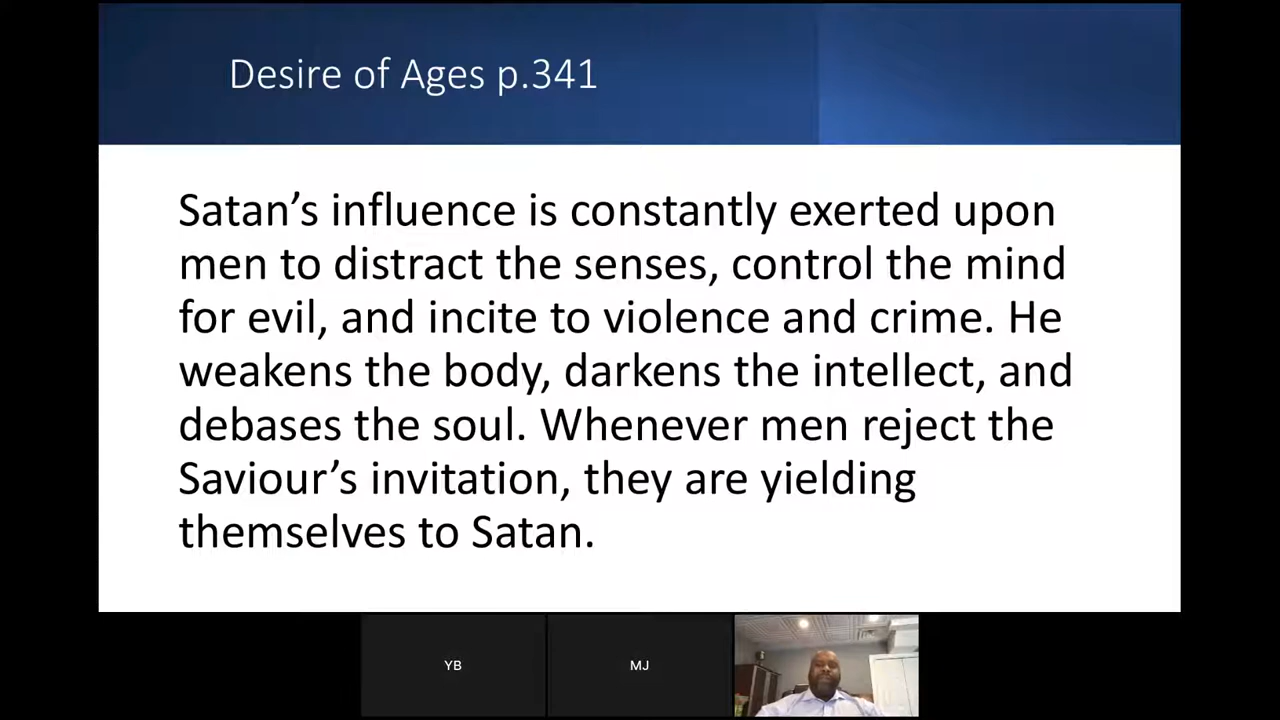 Desire of Ages p.341
Satan’s influence is constantly exerted upon
men to distract the senses, control the mind
for evil, and incite to violence and crime. He
weakens the body, darkens the intellect, and
debases the soul. Whenever men reject the
Saviour’s invitation, they are yielding
themselves to Satan.
YB
MJ